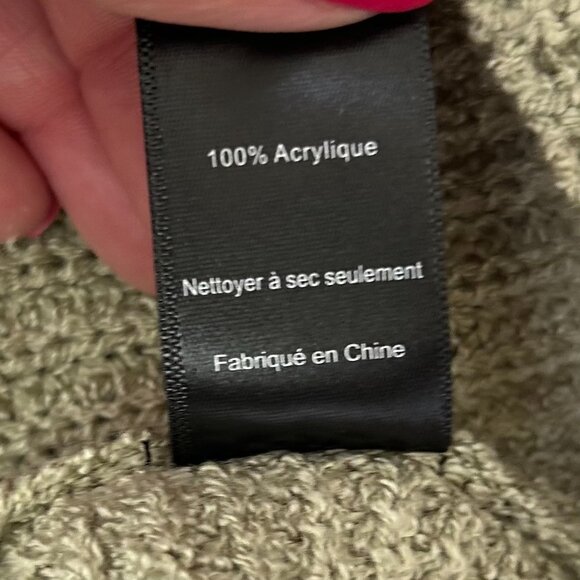 100% Acrylique
Nettoyer à sec seulement
Fabriqué en Chine